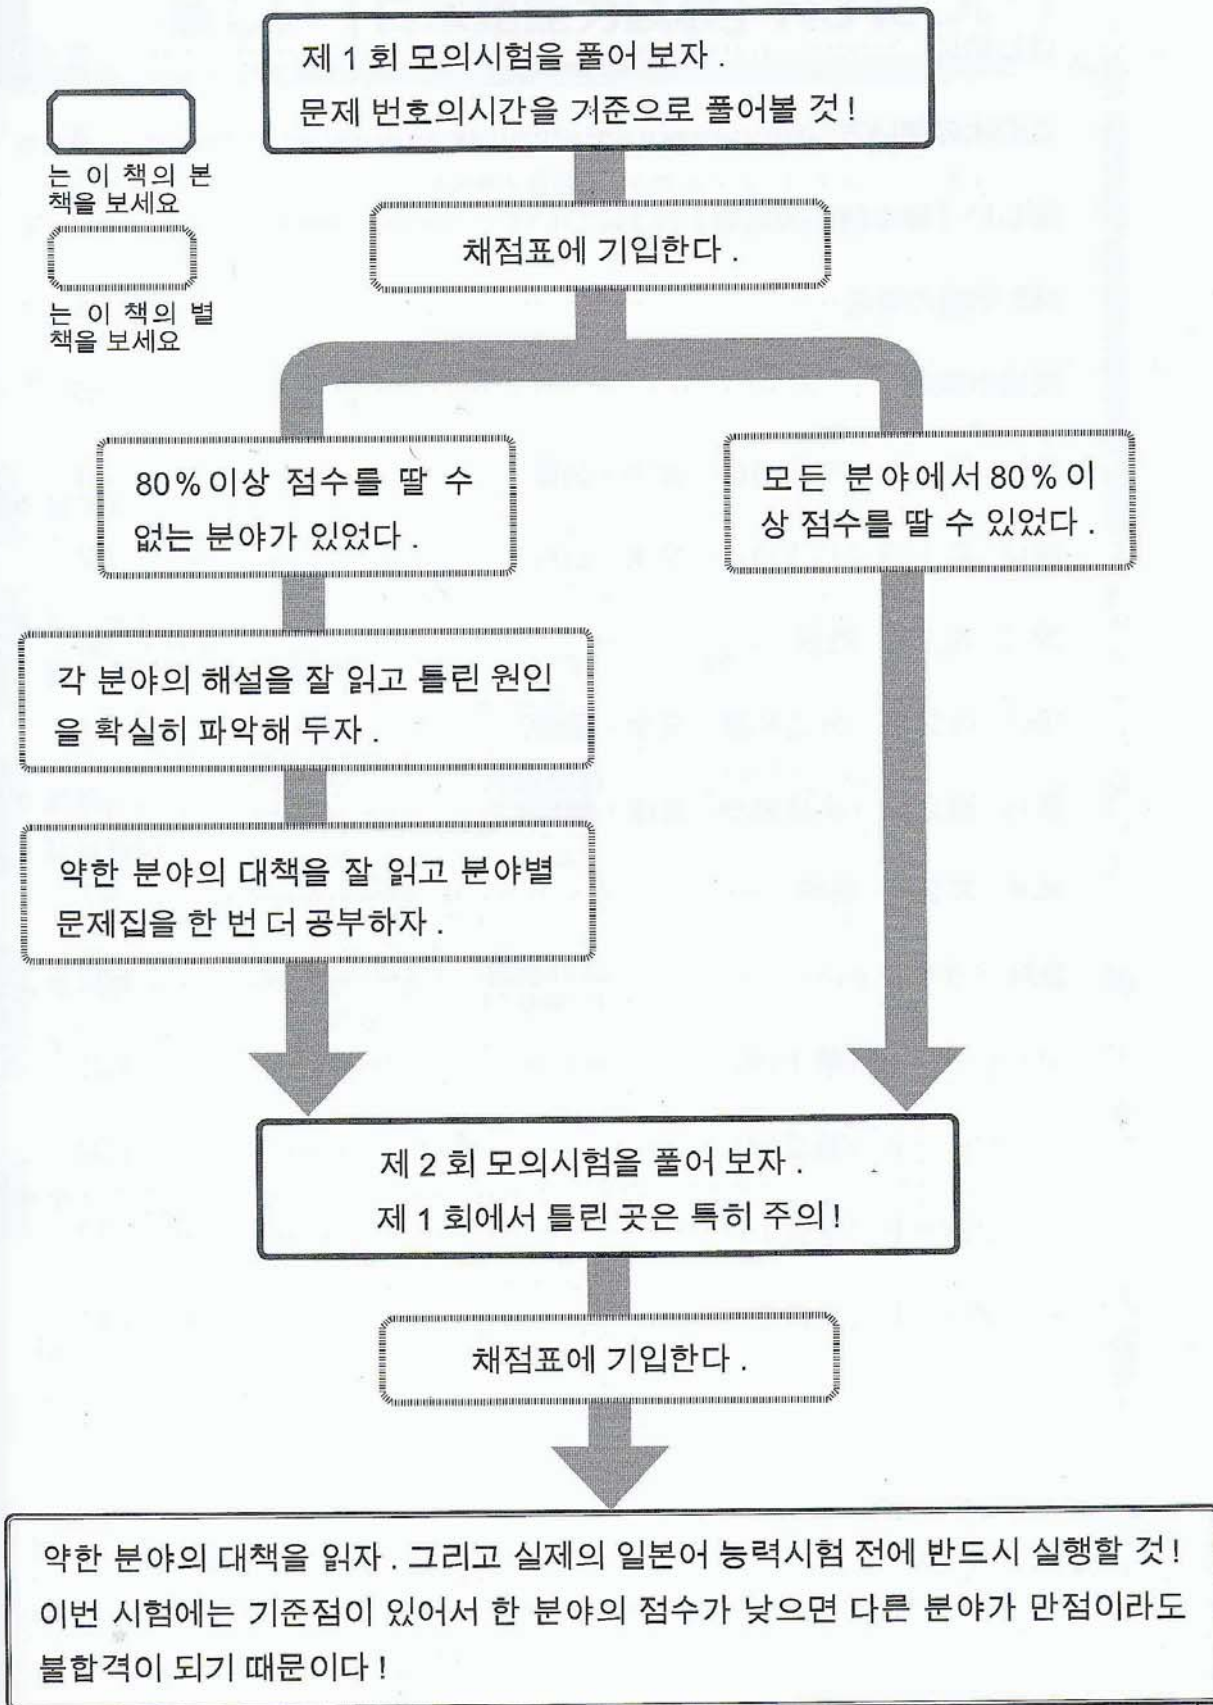 제 1 회 모의시험을 풀어 보자 .
문제 번호의시간을 기준으로 풀어볼 것 !
는 이 책의 본
책을 보세요
는 이 책의 별
책을 보세요
채점표에 기입한다 .
80％이상 점수를 딸 수
없는 분야가 있었다 .
모든 분야에서 80％ 이
상 점수를 딸 수 있었다 .
각 분야의 해설을 잘 읽고 틀린 원인
을 확실히 파악해 두자 .
약한 분야의 대책을 잘 읽고 분야별
문제집을 한 번 더 공부하자 .
제 2 회 모의시험을 풀어 보자 .
제 1 회에서 틀린 곳은 특히 주의 !
채점표에 기입한다 .
약한 분야의 대책을 읽자 . 그리고 실제의 일본어 능력시험 전에 반드시 실행할 것 !
이번 시험에는 기준점이 있어서 한 분야의 점수가 낮으면 다른 분야가 만점이라도
불합격이 되기 때문이다 !